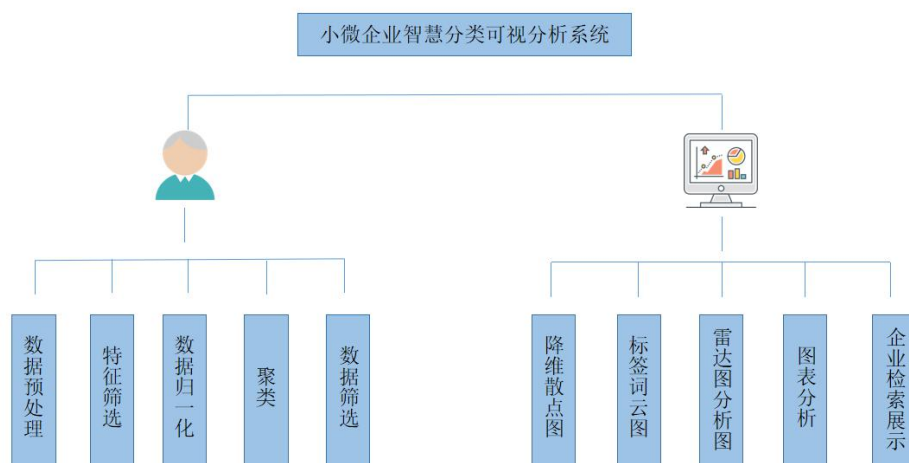 小微企业智慧分类可视分析系统
数据预处理
特征筛选
数据归一化
聚类
数据筛选
降维散点图
标签词云图
雷达图分析图
图表分析
企业检索展示